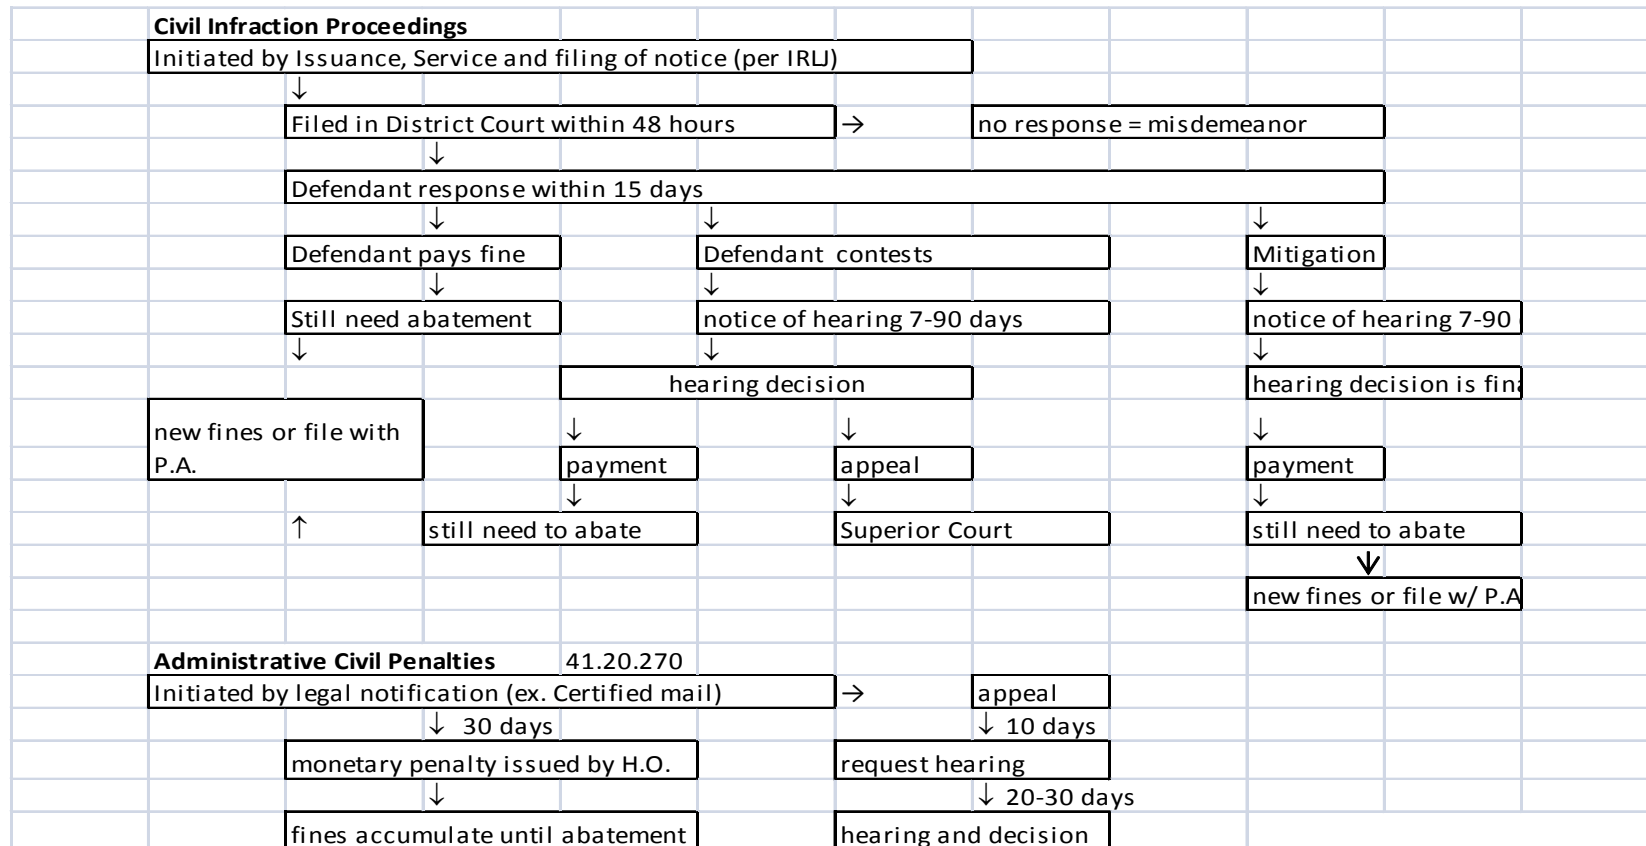 Civil Infraction Proceedings
Initiated by Issuance, Service and filing of notice (per IRLJ)
↓
Filed in District Court within 48 hours → no response = misdemeanor
↓
Defendant response within 15 days
↓ ↓ ↓
Defendant pays fine Defendant contests Mitigation
↓ ↓ ↓
Still need abatement notice of hearing 7-90 days notice of hearing 7-90
↓ ↓ ↓
hearing decision hearing decision is fina
new fines or file with
P.A.
↓ ↓ ↓
payment appeal payment
↓ ↓ ↓
↑ still need to abate Superior Court still need to abate
↓
new fines or file w/ P.A
Administrative Civil Penalties 41.20.270
Initiated by legal notification (ex. Certified mail) → appeal
↓ 30 days ↓ 10 days
monetary penalty issued by H.O. request hearing
↓ ↓ 20-30 days
fines accumulate until abatement hearing and decision